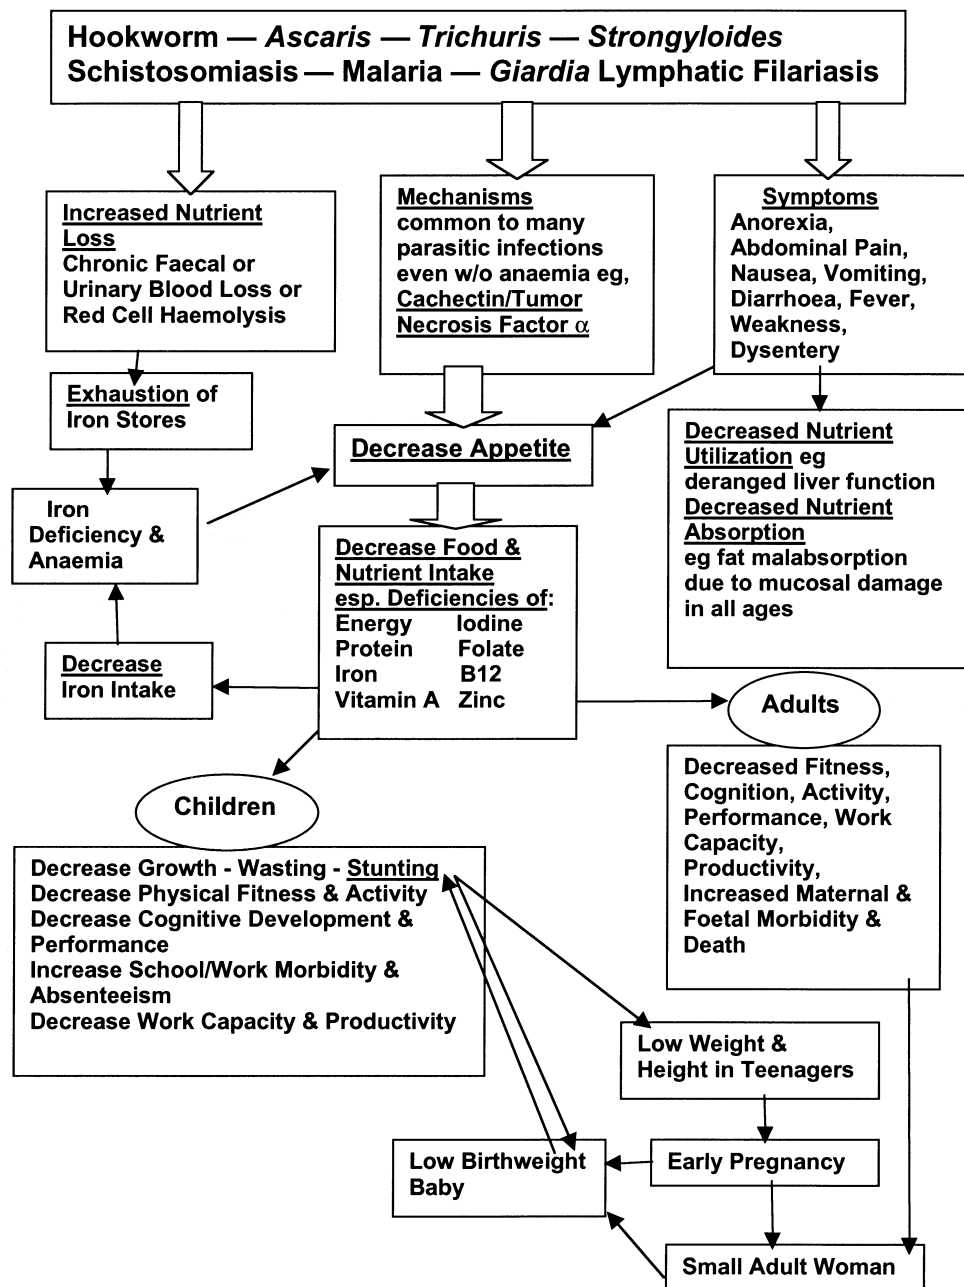 Hookworm — Ascaris — Trichuris — Strongyloides
Schistosomiasis — Malaria — Giardia Lymphatic Filariasis
Increased Nutrient
Loss
Chronic Faecal or
Urinary Blood Loss or
Red Cell Haemolysis
Mechanisms
common to many
parasitic infections
even w/o anaemia eg,
Cachectin/Tumor
Necrosis Factor α
Symptoms
Anorexia,
Abdominal Pain,
Nausea, Vomiting,
Diarrhoea, Fever,
Weakness,
Dysentery
Exhaustion of
Iron Stores
Decrease Appetite
Decreased Nutrient
Utilization eg
deranged liver function
Decreased Nutrient
Absorption
eg fat malabsorption
due to mucosal damage
in all ages
Iron
Deficiency &
Anaemia
Decrease Food &
Nutrient Intake
esp. Deficiencies of:
Energy Iodine
Protein Folate
Iron B12
Vitamin A Zinc
Decrease
Iron Intake
Adults
Decreased Fitness,
Cognition, Activity,
Performance, Work
Capacity,
Productivity,
Increased Maternal &
Foetal Morbidity &
Death
Children
Decrease Growth - Wasting - Stunting
Decrease Physical Fitness & Activity
Decrease Cognitive Development &
Performance
Increase School/Work Morbidity &
Absenteeism
Decrease Work Capacity & Productivity
Low Weight &
Height in Teenagers
Early Pregnancy
Low Birthweight
Baby
Small Adult Woman